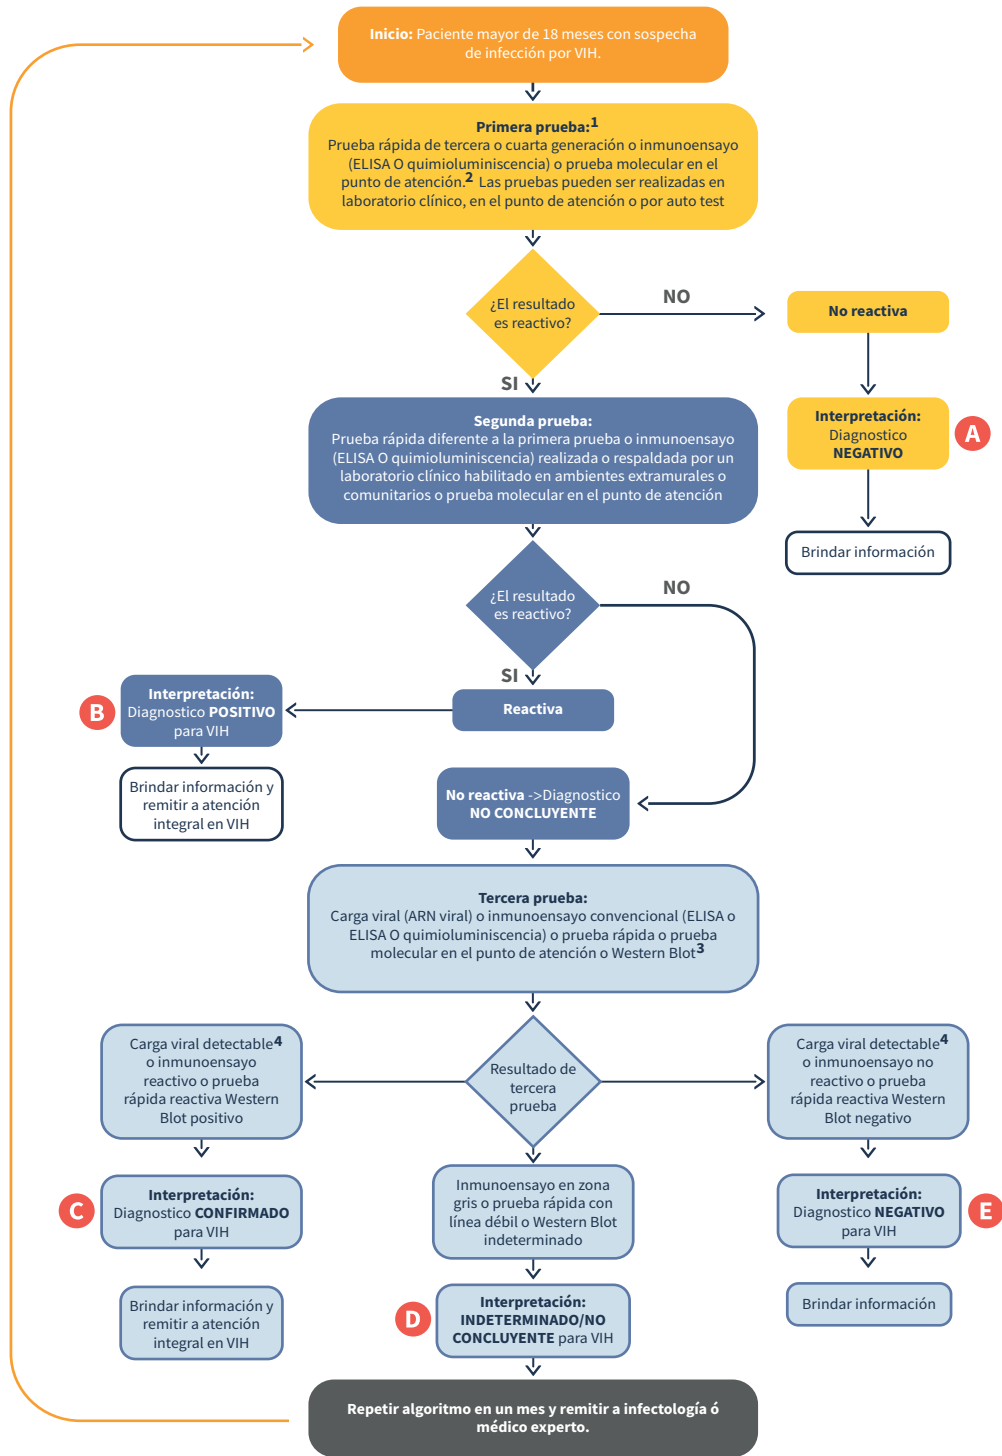 Inicio: Paciente mayor de 18 meses con sospecha
de infección por VIH.
Primera prueba:1
Prueba rápida de tercera o cuarta generación o inmunoensayo
(ELISA O quimioluminiscencia) o prueba molecular en el
punto de atención.2 Las pruebas pueden ser realizadas en
laboratorio clínico, en el punto de atención o por auto test
¿El resultado
es reactivo?
NO
No reactiva
SI
Interpretación:
Diagnostico
NEGATIVO
A
Brindar información
Segunda prueba:
Prueba rápida diferente a la primera prueba o inmunoensayo
(ELISA O quimioluminiscencia) realizada o respaldada por un
laboratorio clínico habilitado en ambientes extramurales o
comunitarios o prueba molecular en el punto de atención
¿El resultado
es reactivo?
NO
SI
Reactiva
B
Interpretación:
Diagnostico POSITIVO
para VIH
Brindar información y
remitir a atención
integral en VIH
No reactiva ->Diagnostico
NO CONCLUYENTE
Tercera prueba:
Carga viral (ARN viral) o inmunoensayo convencional (ELISA o
ELISA O quimioluminiscencia) o prueba rápida o prueba
molecular en el punto de atención o Western Blot3
Resultado de
tercera
prueba
Carga viral detectable4
o inmunoensayo
reactivo o prueba
rápida reactiva Western
Blot positivo
C
Interpretación:
Diagnostico CONFIRMADO
para VIH
Brindar información y
remitir a atención
integral en VIH
Inmunoensayo en zona
gris o prueba rápida con
línea débil o Western Blot
indeterminado
D
Interpretación:
INDETERMINADO/NO
CONCLUYENTE para VIH
Carga viral detectable4
o inmunoensayo no
reactivo o prueba
rápida reactiva Western
Blot negativo
Interpretación:
Diagnostico NEGATIVO
para VIH
E
Brindar información
Repetir algoritmo en un mes y remitir a infectología ó
médico experto.